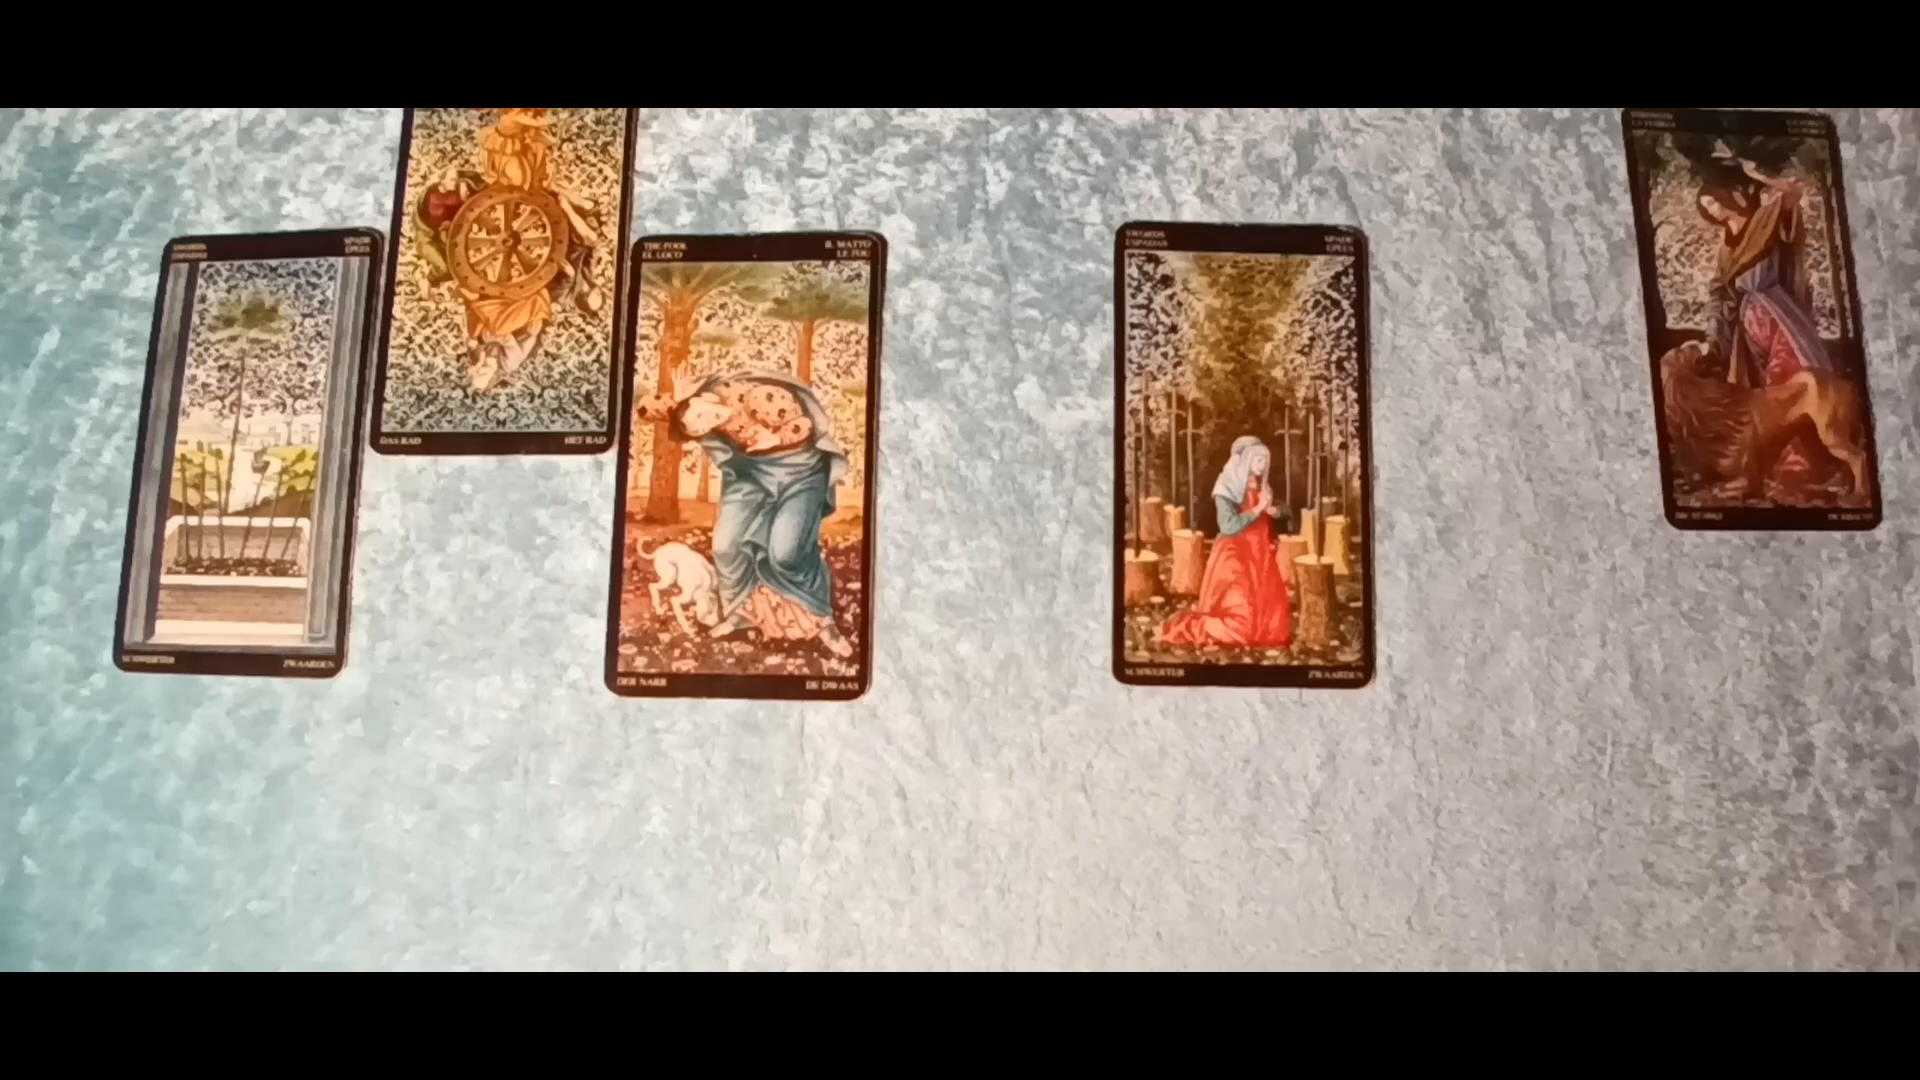 SWORDS
ESPADAS
SPADE
EPEES
SCHWERTER
ZWAARDEN
DAS RAD
HET RAD
THE FOOL
EL LOCO
IL MATTO
LE FOU
DER NARR
DE DWAAS
SWORDS
ESPADAS
SPADE
EPEES
SCHWERTER
ZWAARDEN